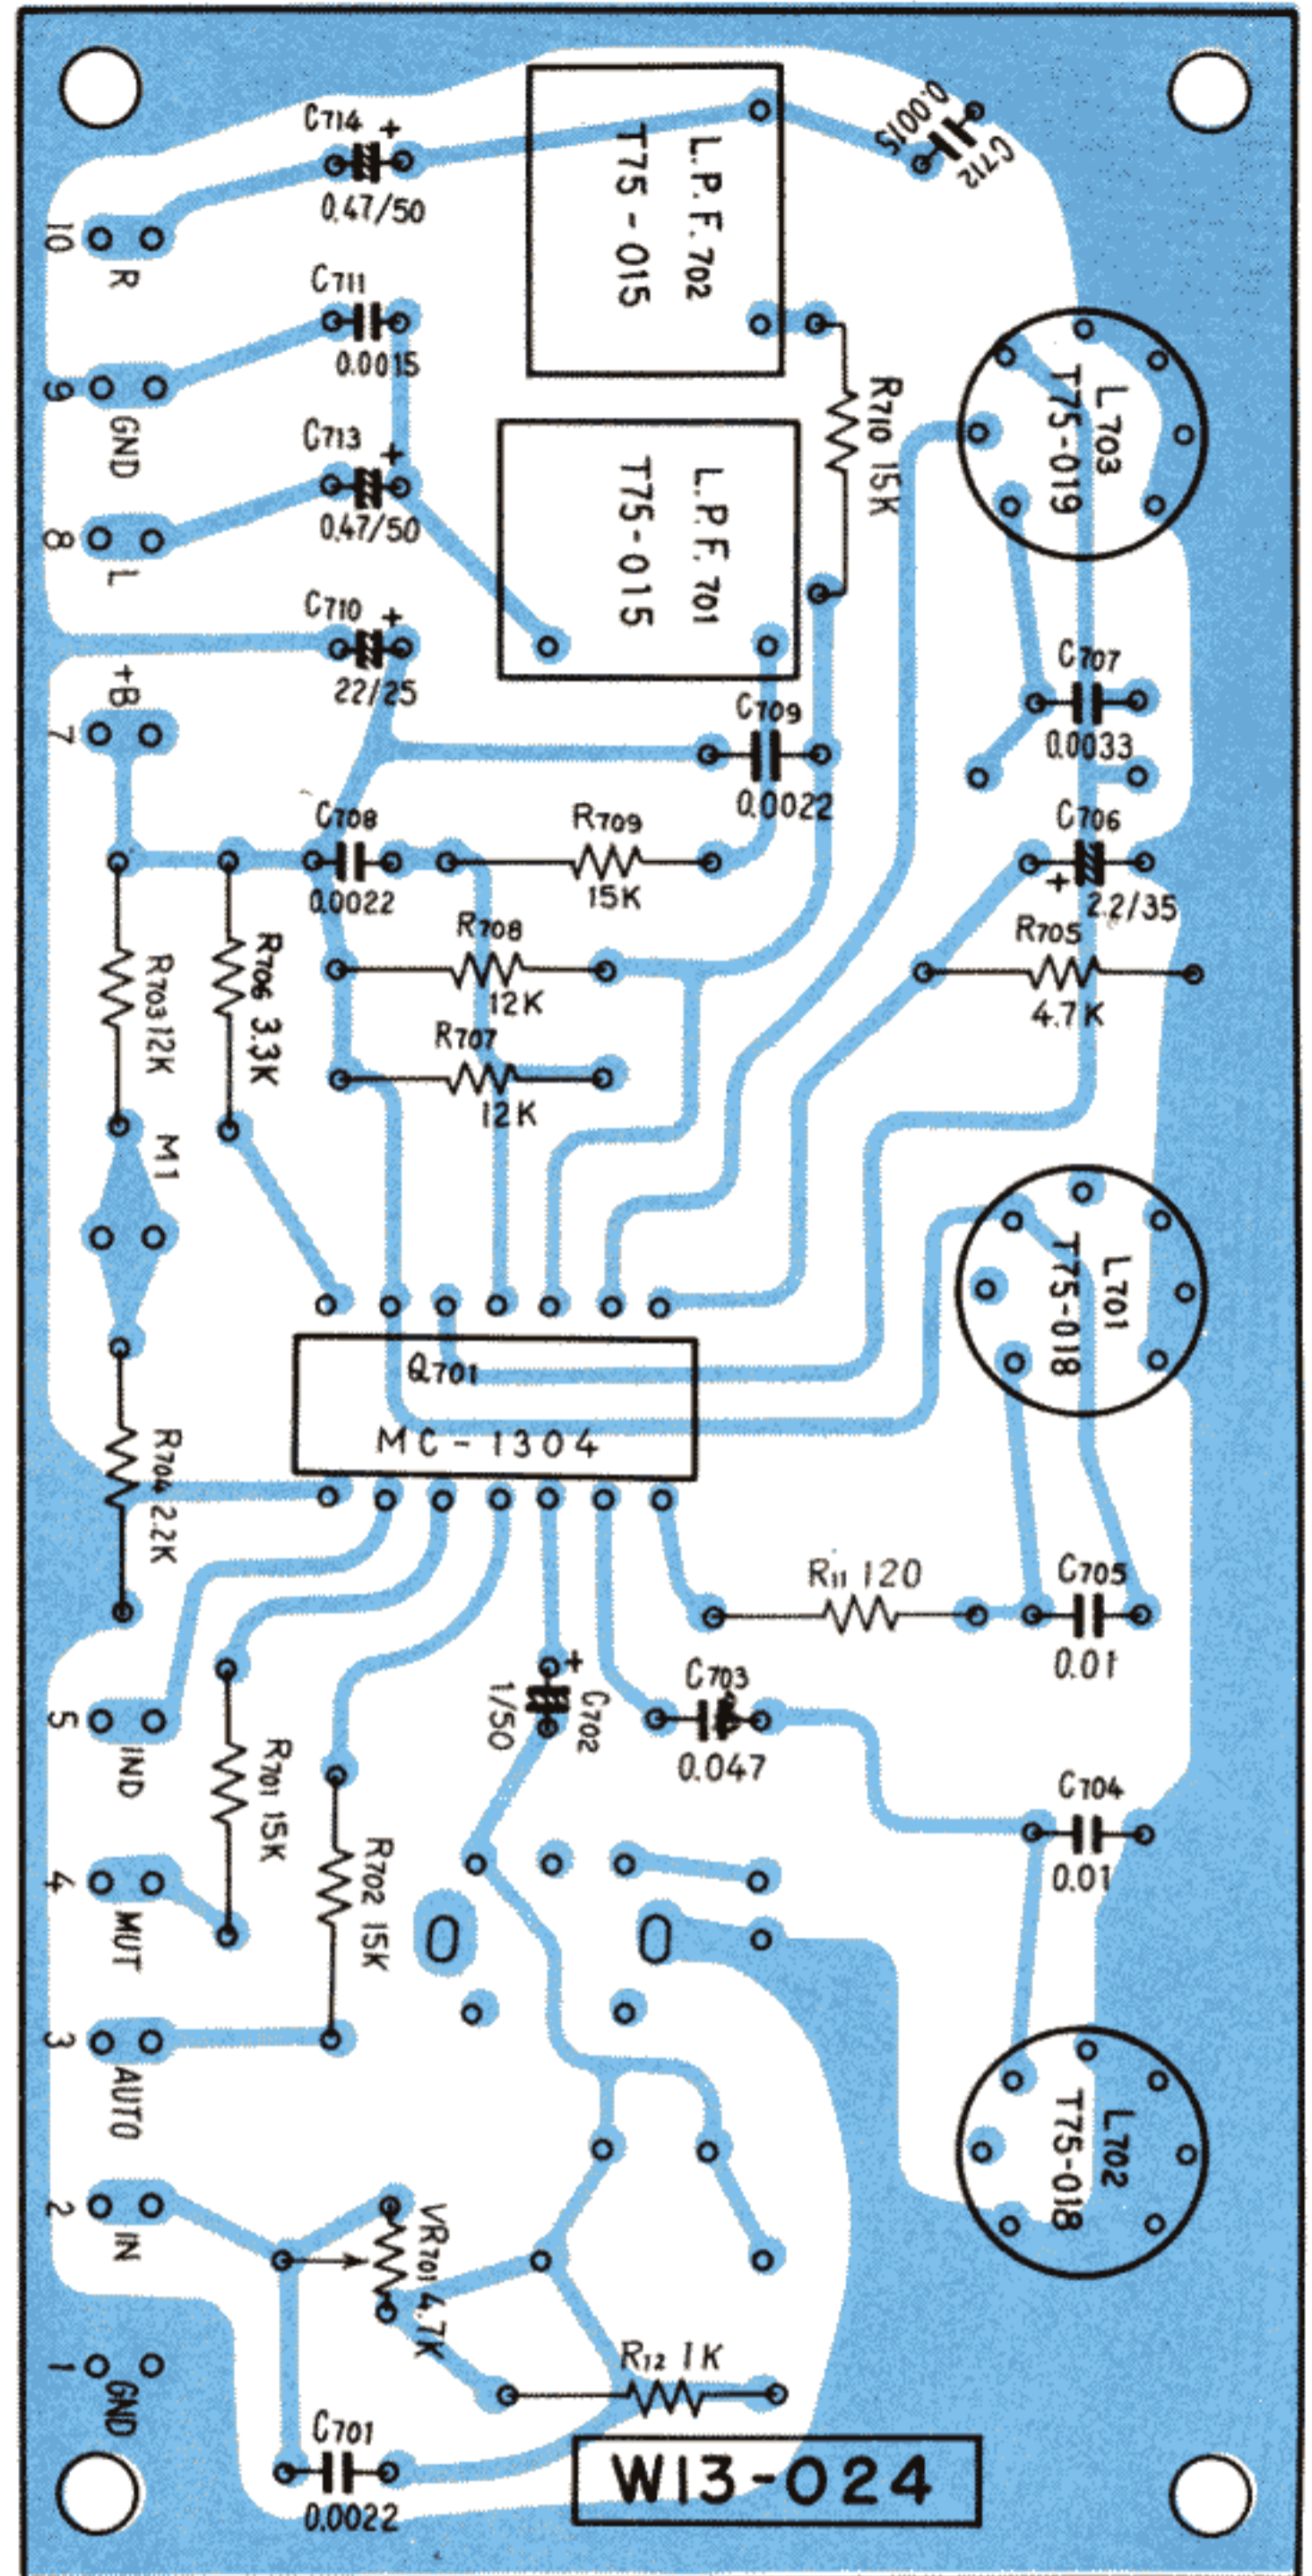 C714
+
0.47/50
L.P.F. 702
T75-015
0.0015
C712
10
R
C711
0.0015
9
GND
C713
+
0.47/50
L.P.F. 701
T75-015
R710 15K
L703
T75-019
8
L
C710
+
22/25
+B
7
C709
0.0022
C707
0.0033
C708
0.0022
R709
15K
C706
+
2.2/35
R708
12K
R705
4.7K
R703 12K
R706 3.3K
R707
12K
M1
L701
T75-018
Q701
MC-1304
R704 2.2K
R11 120
C705
0.01
5
IND
R701 15K
+
C702
1/50
C703
0.047
C704
0.01
4
MUT
R702 15K
3
AUTO
L702
T75-018
2
IN
VR701 4.7K
R12 1K
1
GND
C701
0.0022
W13-024